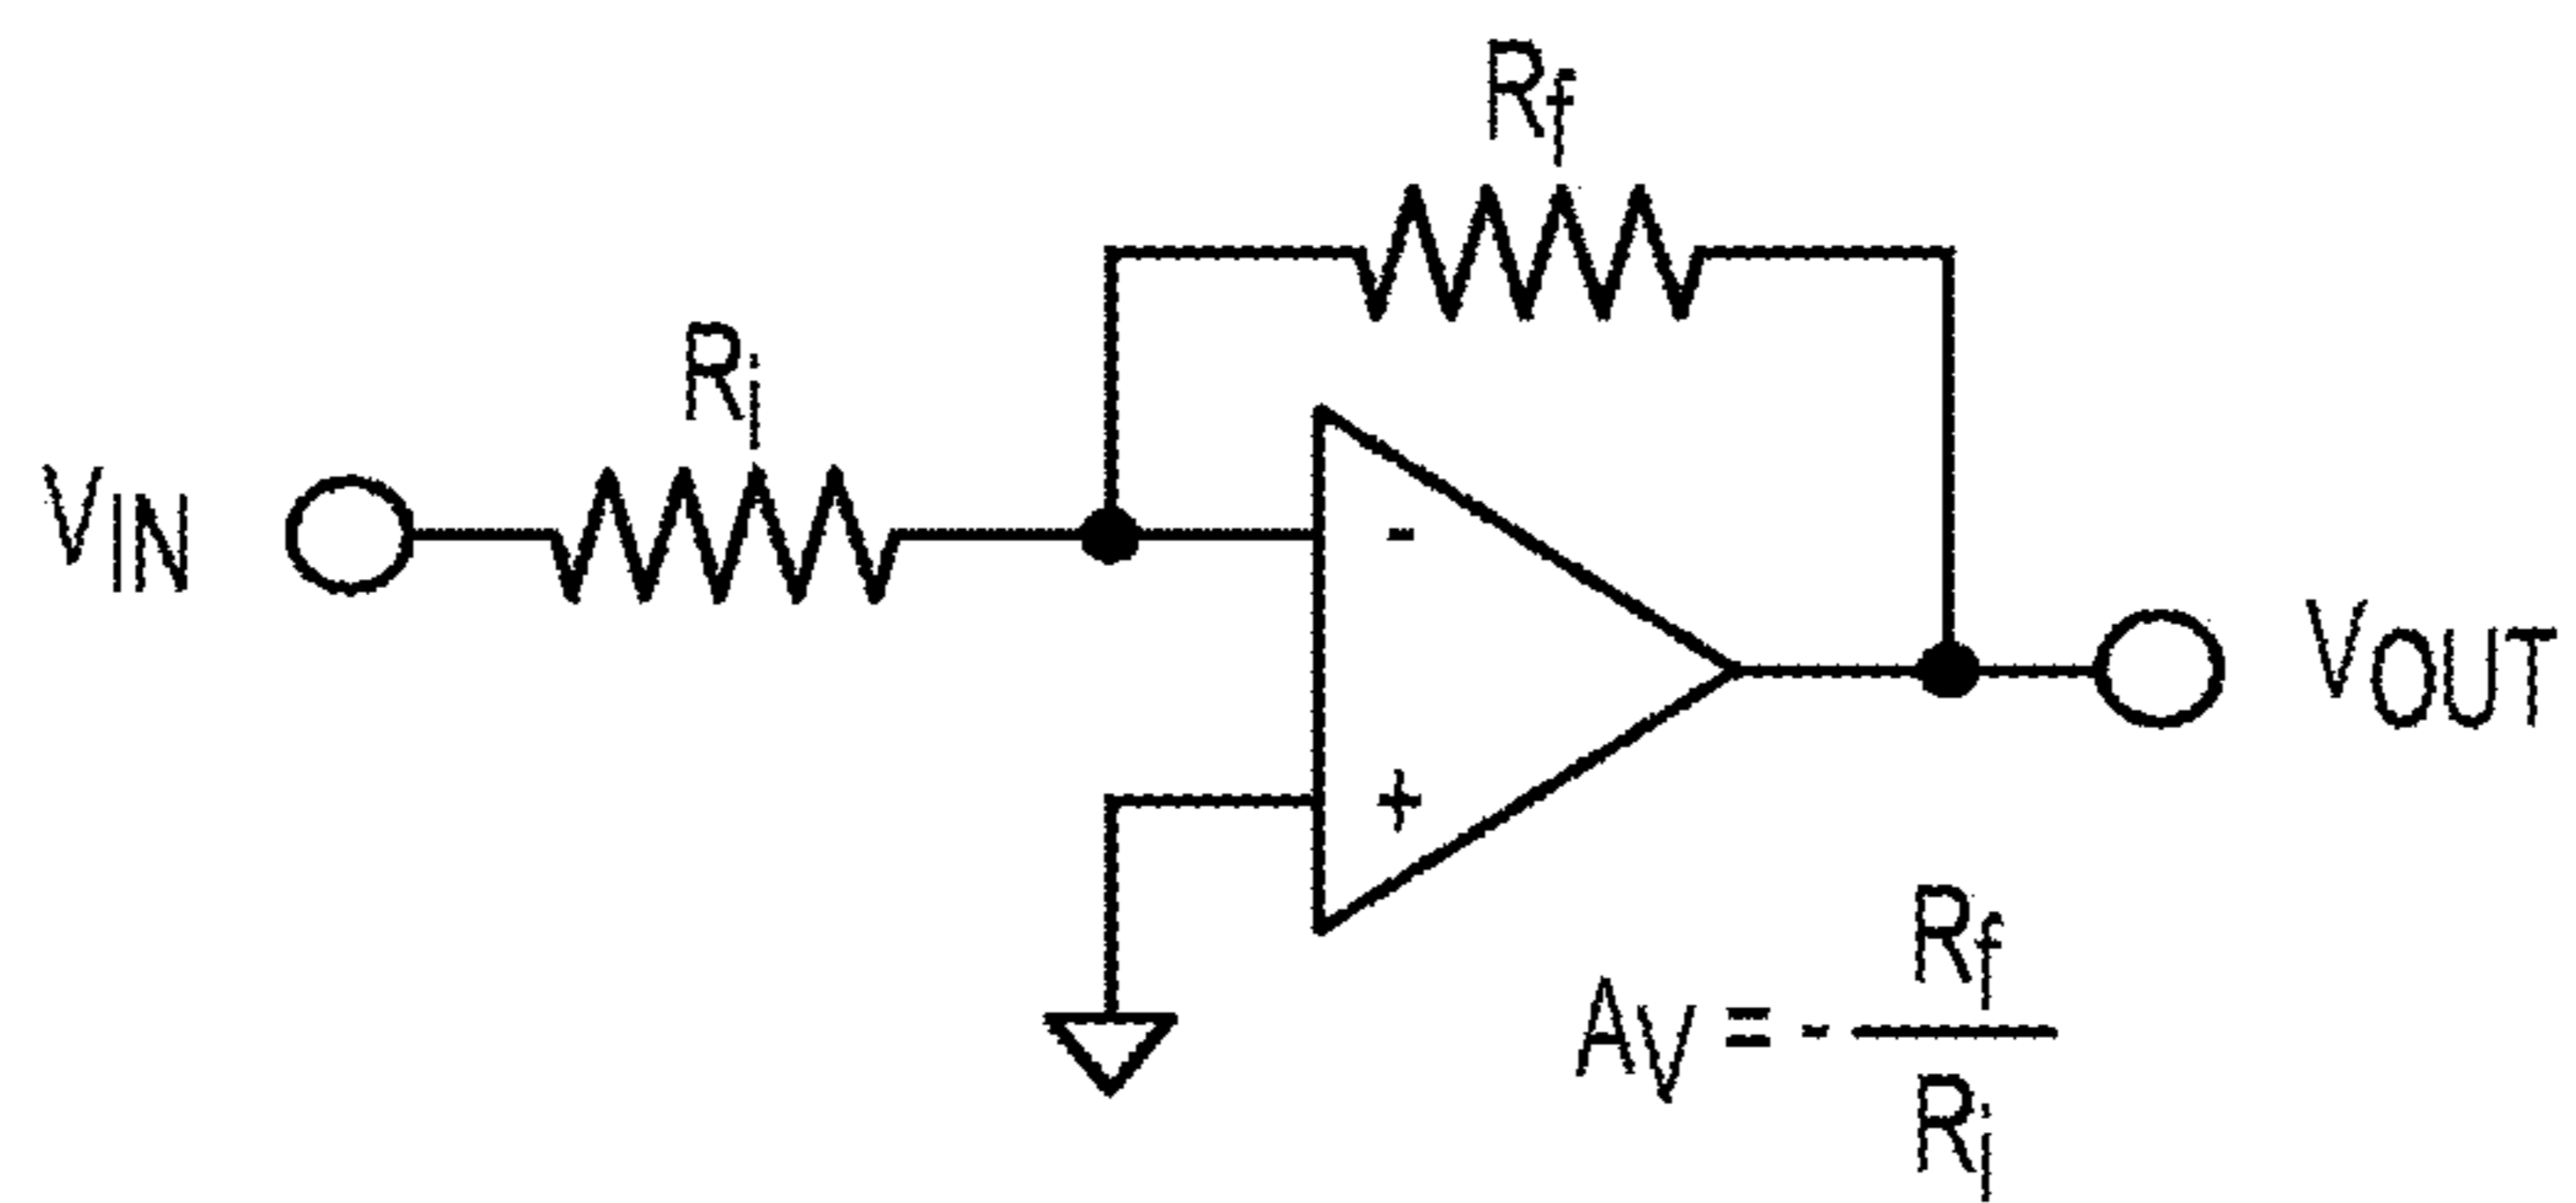 Rf
Ri
VIN
-
+
VOUT
AV = - Rf
Ri